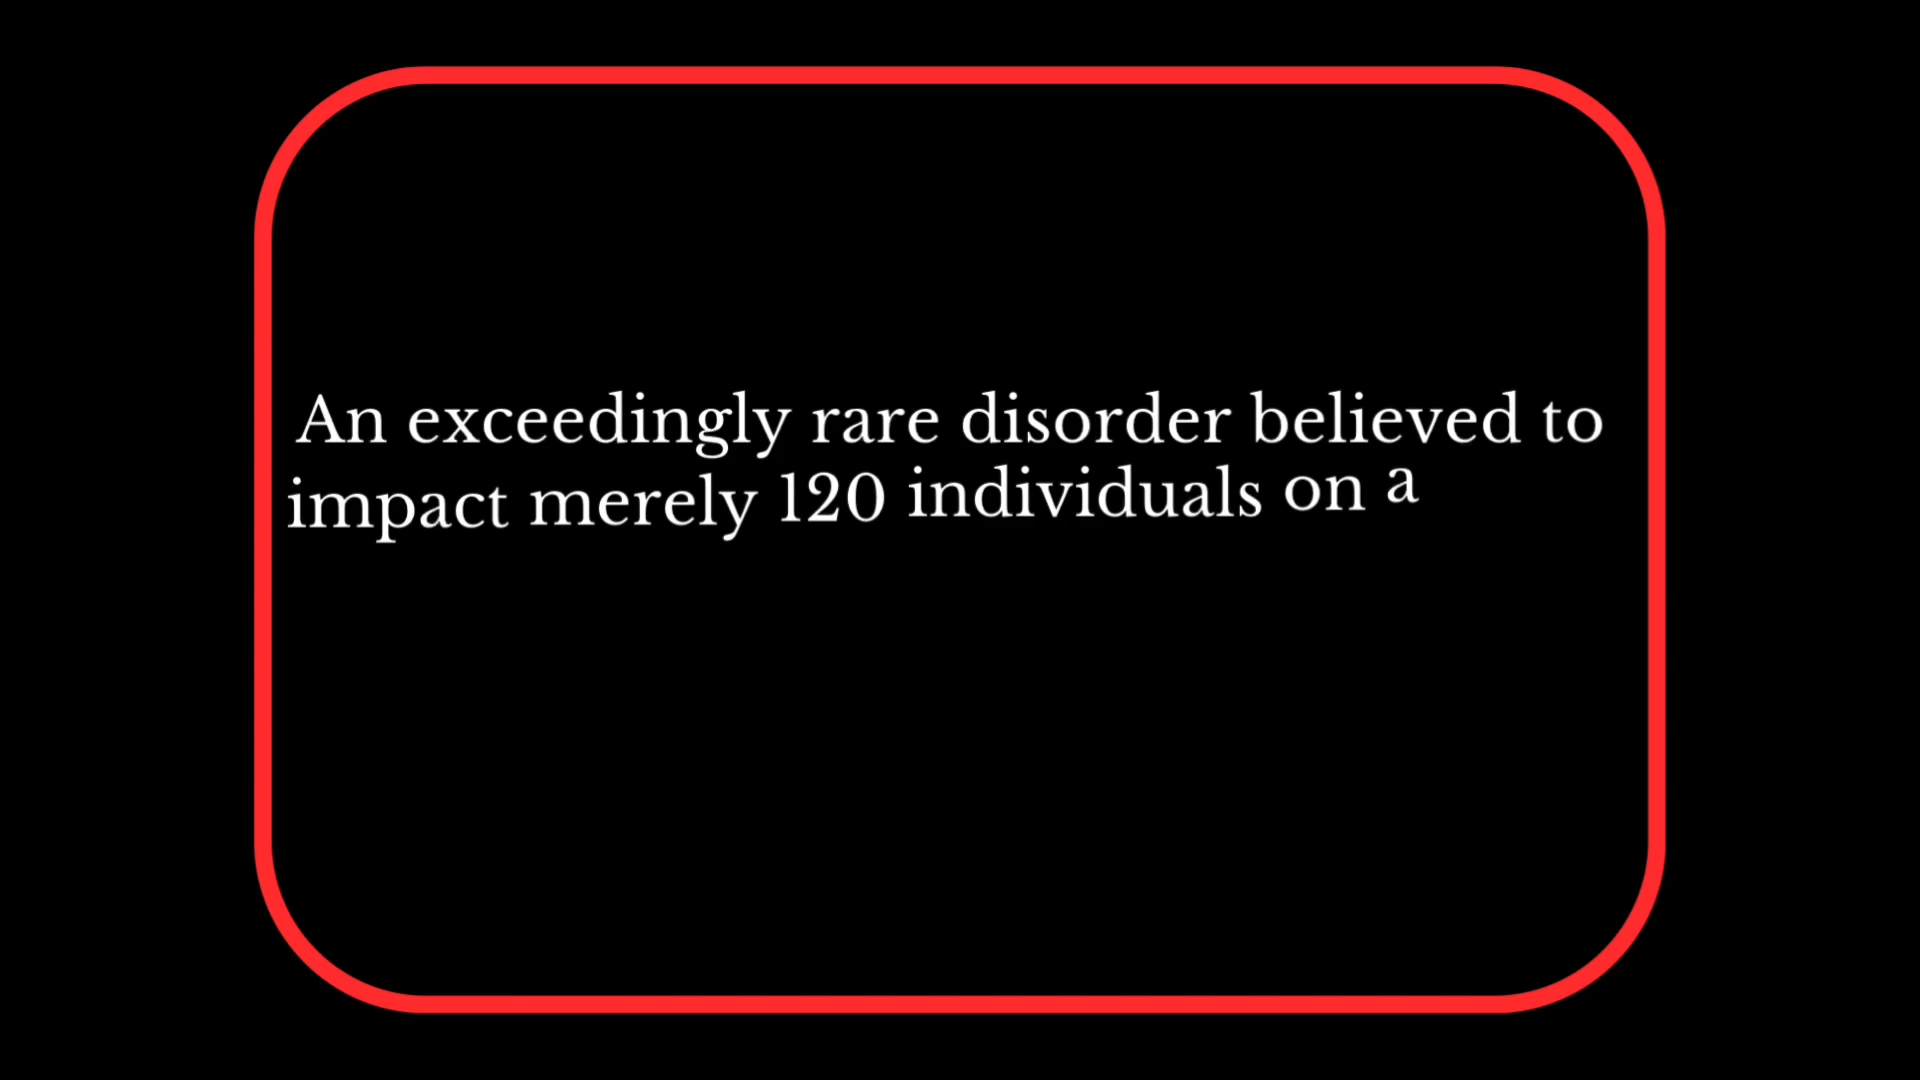 An exceedingly rare disorder believed to
impact merely 120 individuals on a